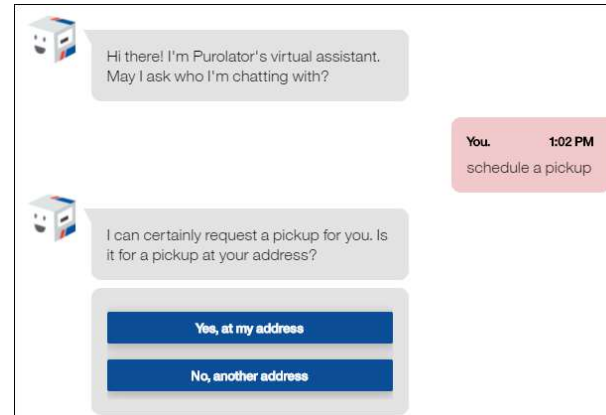 Hi there! I'm Purolator's virtual assistant.
May I ask who I'm chatting with?
You. 1:02 PM
schedule a pickup
I can certainly request a pickup for you. Is
it for a pickup at your address?
Yes, at my address
No, another address